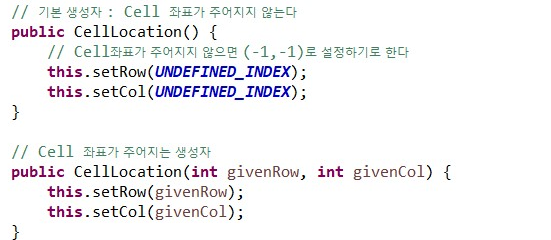 // 기본 생성자 : Cell 좌표가 주어지지 않는다
public CellLocation() {
    // Cell좌표가 주어지지 않으면 (-1,-1)로 설정하기로 한다
    this.setRow(UNDEFINED_INDEX);
    this.setCol(UNDEFINED_INDEX);
}

// Cell 좌표가 주어지는 생성자
public CellLocation(int givenRow, int givenCol) {
    this.setRow(givenRow);
    this.setCol(givenCol);
}